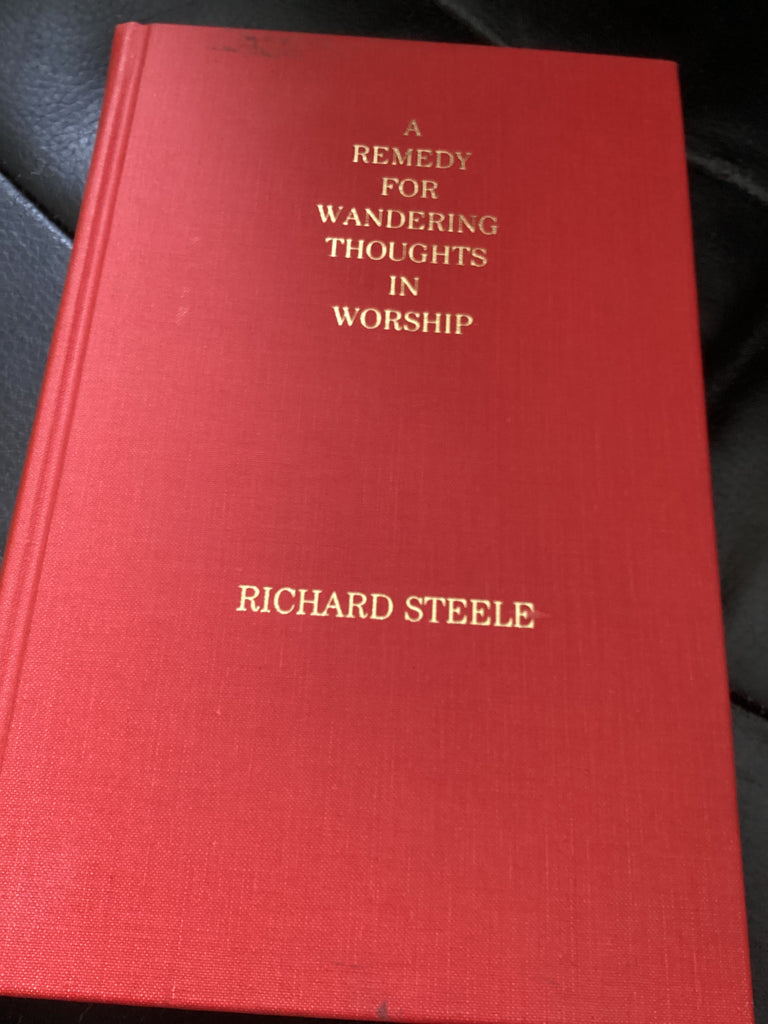 A
REMEDY
FOR
WANDERING
THOUGHTS
IN
WORSHIP
RICHARD STEELE